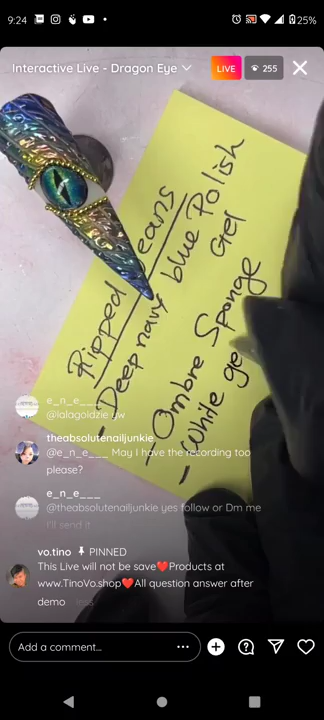 9:24
25%
Interactive Live - Dragon Eye
LIVE
255
Ripped Jeans
- Deep navy blue Polish
Gel
- Ombre Sponge
- While ge
e_n_e___
@lalagoldzie yw
theabsolutenailjunkie
@e_n_e___ May I have the recording too
please?
e_n_e___
@theabsolutenailjunkie yes follow or Dm me
I'll send it
vo.tino PINNED
This Live will not be save❤️Products at
www.TinoVo.shop❤️All question answer after
demo less
Add a comment...